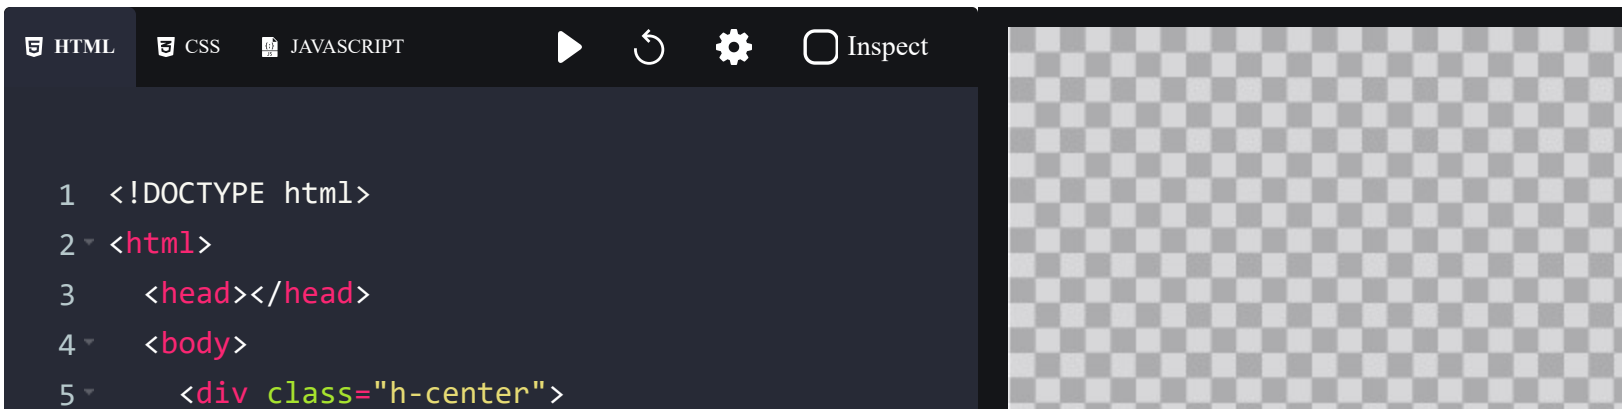 HTML CSS JAVASCRIPT Inspect
1 <!DOCTYPE html>
2 <html>
3 <head></head>
4 <body>
5 <div class="h-center">